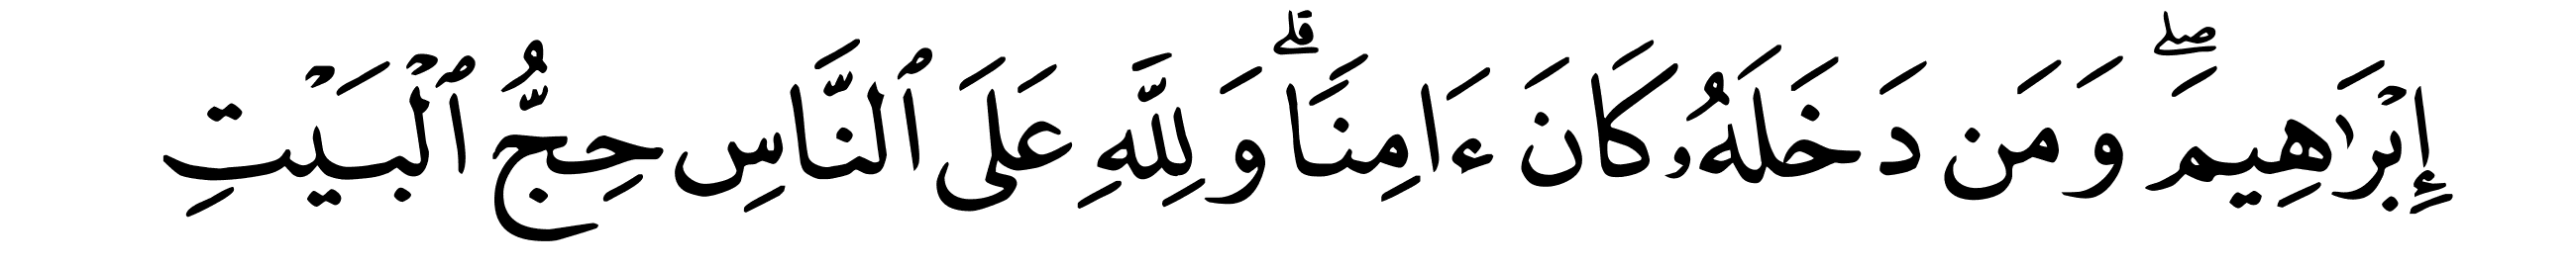 إِبْرَٰهِيمَۖ وَمَن دَخَلَهُۥ كَانَ ءَامِنًاۗ وَلِلَّهِ عَلَى ٱلنَّاسِ حِجُّ ٱلْبَيْتِ